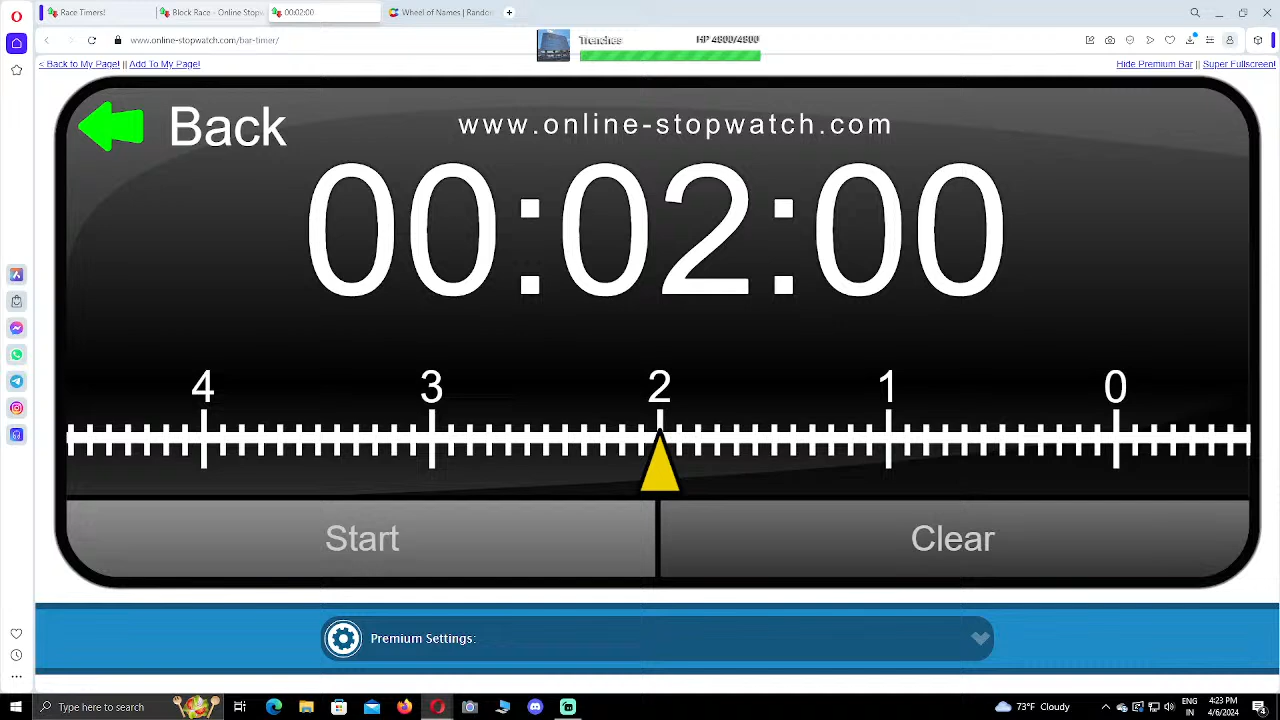 Race Timers!
Block Race - Online Stopw
00:02:00
Wheel of Names | Random
www.online-stopwatch.com/bar-timer/
Trenches
HP 4800/4800
< Back to My Page! || Add To My Page!
Hide Premium Bar || Super Fullscreen!
Back
www.online-stopwatch.com
00:02:00
4 3 2 1 0
Start
Clear
Premium Settings:
Type here to search
73°F Cloudy
ENG
IN
4:23 PM
4/6/2024